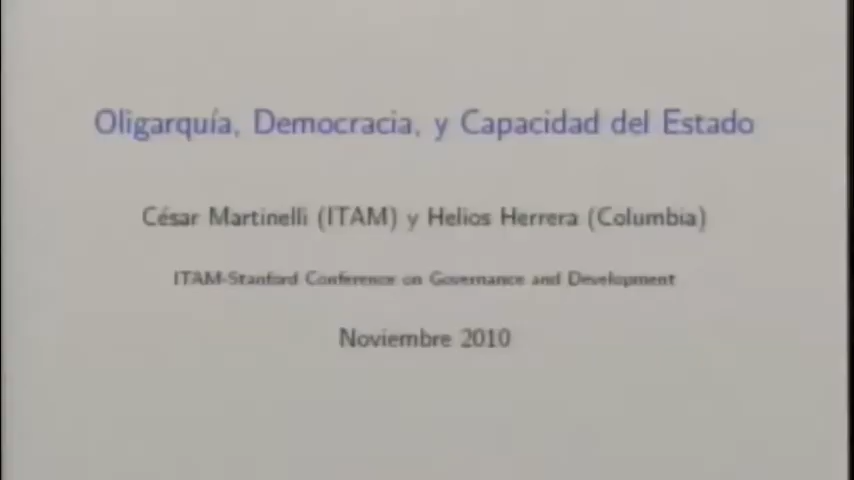 Oligarquía, Democracia, y Capacidad del Estado
César Martinelli (ITAM) y Helios Herrera (Columbia)
ITAM-Stanford Conference on Governance and Development
Noviembre 2010